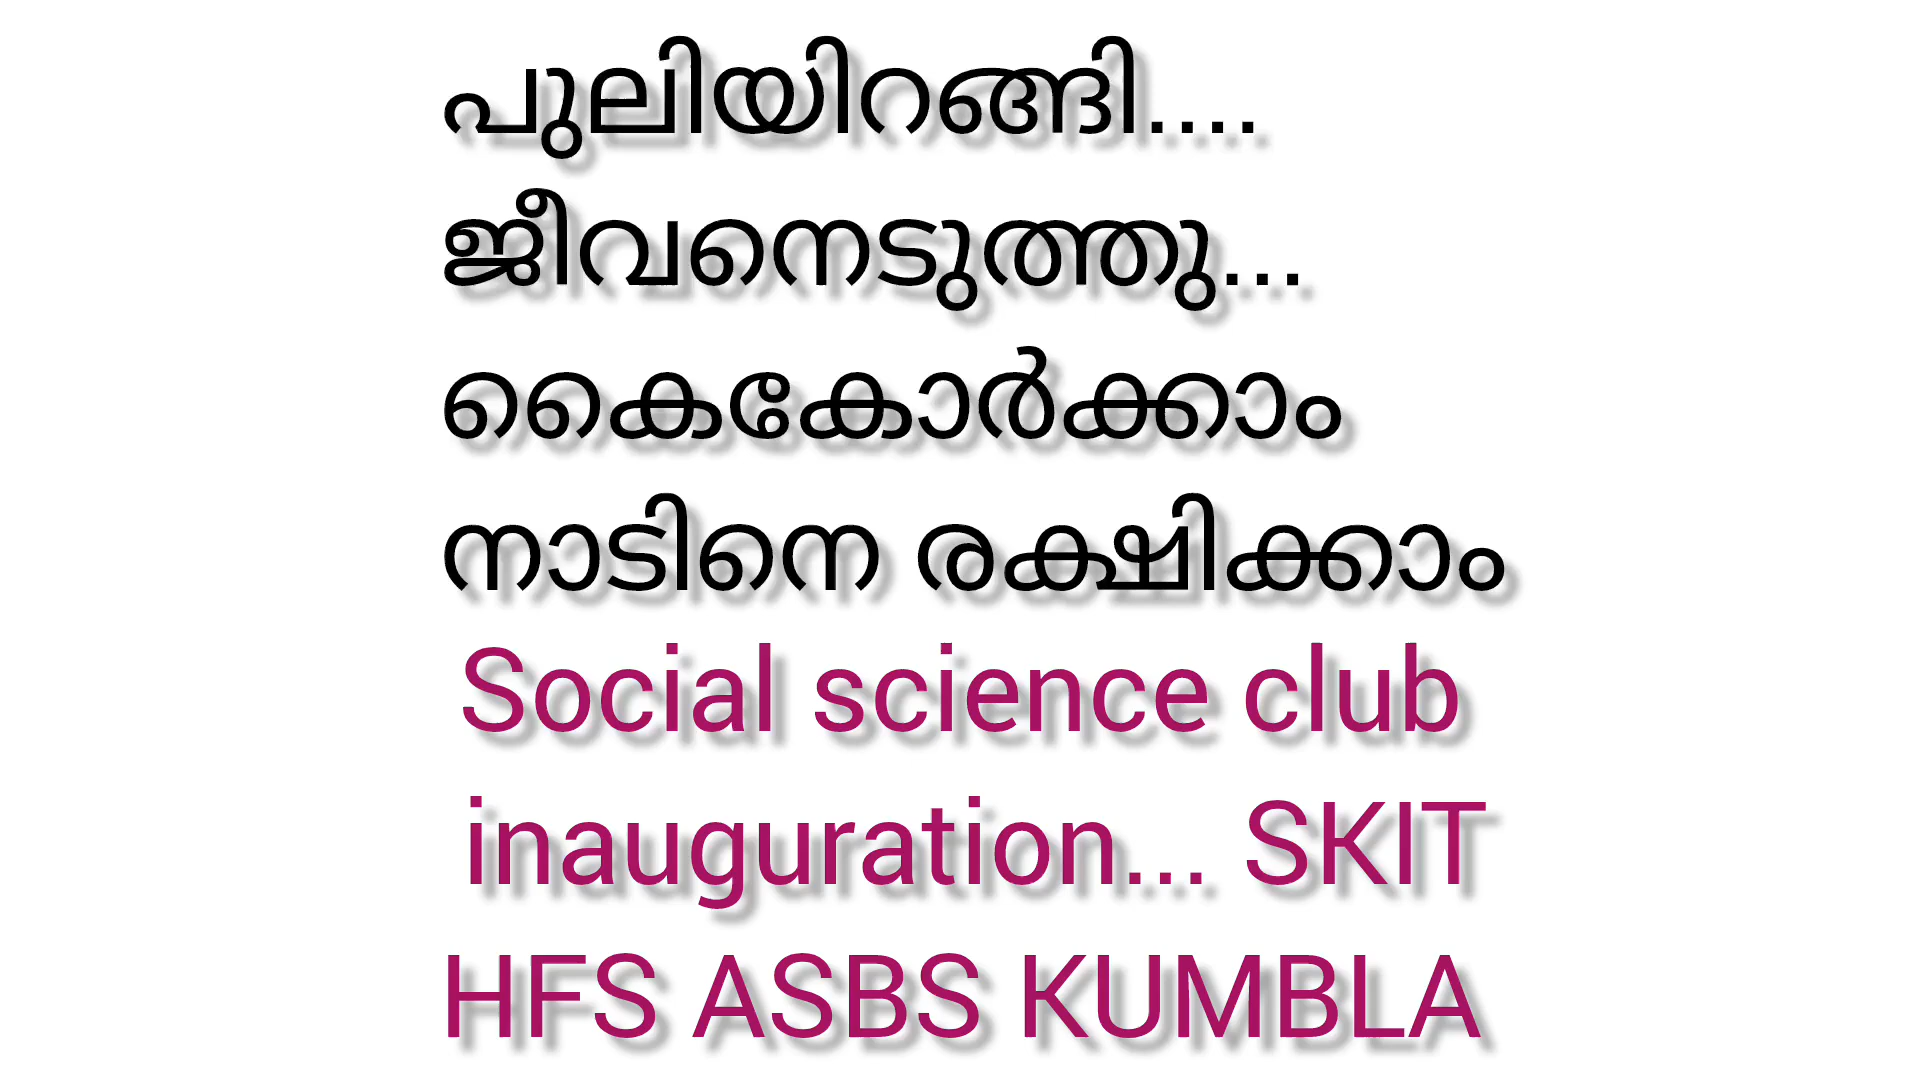 പുലിയിറങ്ങി....
ജീവനെടുത്തു...
കൈകോർക്കാം
നാടിനെ രക്ഷിക്കാം
Social science club
inauguration... SKIT
HFS ASBS KUMBLA